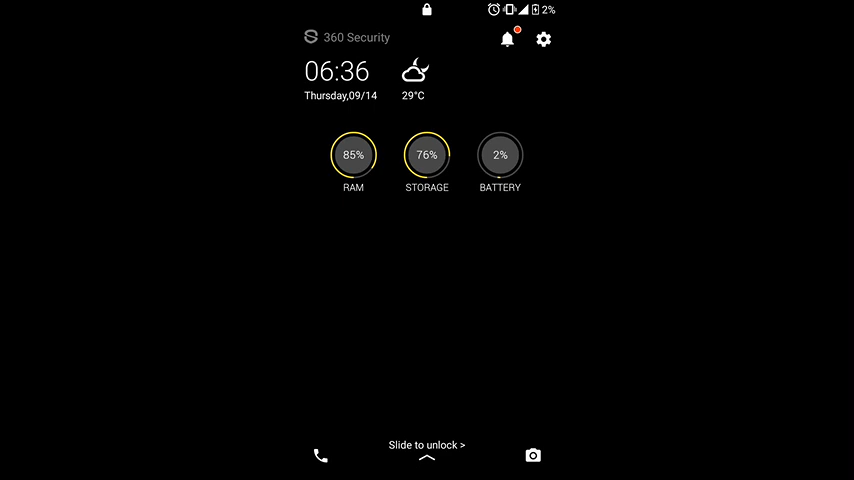 2%
360 Security
06:36
Thursday,09/14
29°C
85%
76%
2%
RAM
STORAGE
BATTERY
Slide to unlock >